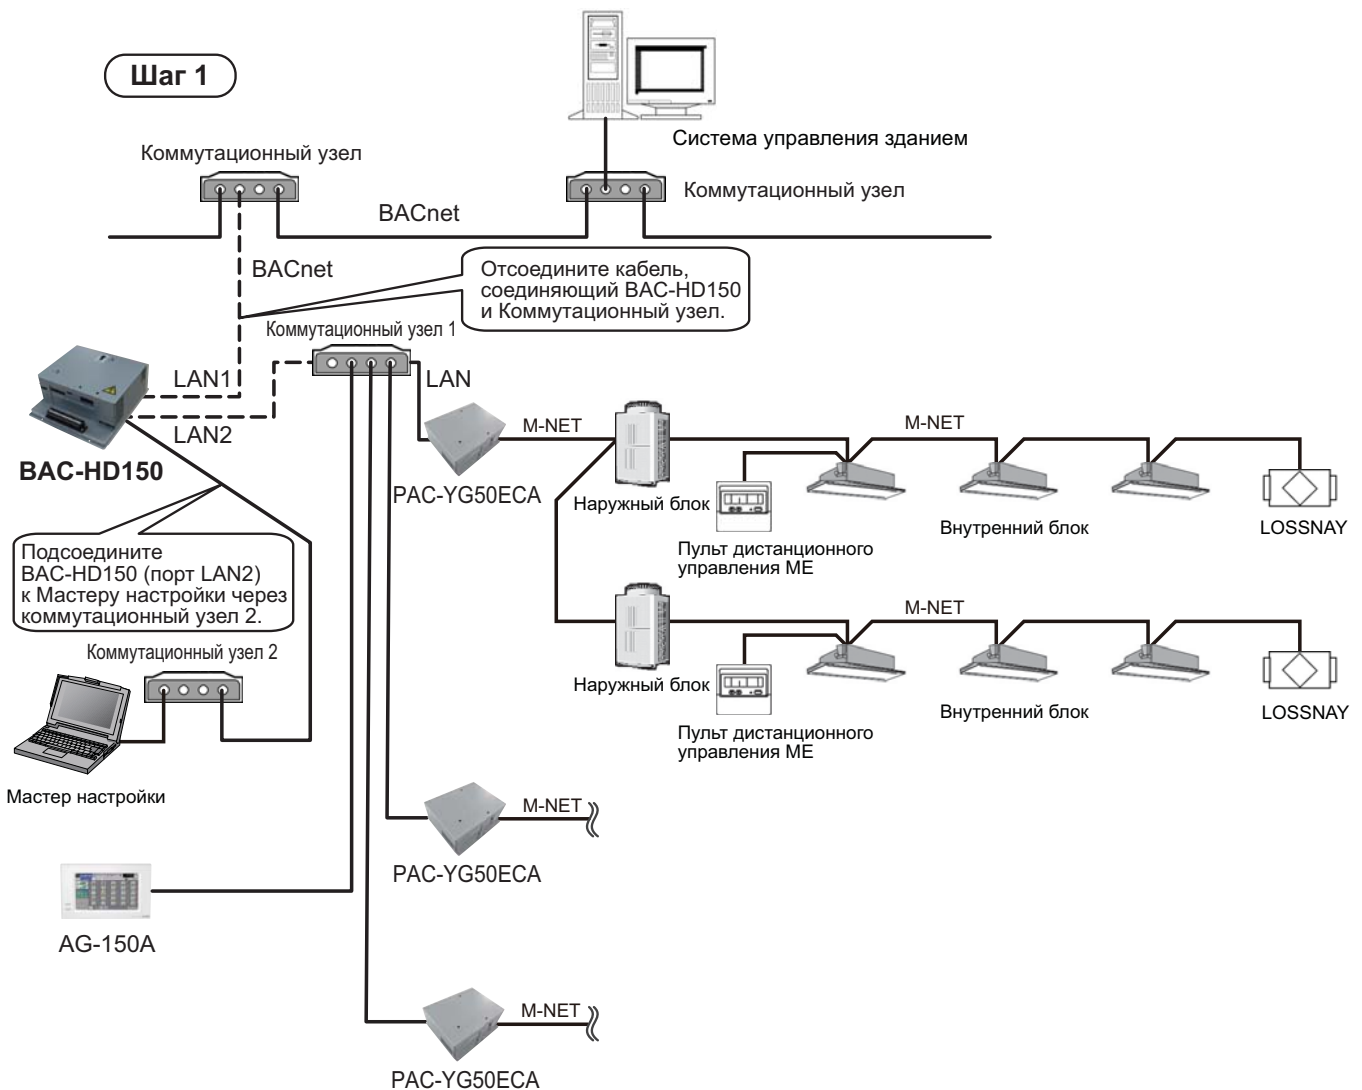 Шаг 1
Система управления зданием
Коммутационный узел
Коммутационный узел
BACnet
BACnet
Отсоедините кабель,
соединяющий BAC-HD150
и Коммутационный узел.
Коммутационный узел 1
LAN1
LAN
LAN2
BAC-HD150
M-NET
M-NET
PAC-YG50ECA
Наружный блок
Внутренний блок
LOSSNAY
Пульт дистанционного
управления ME
Подсоедините
BAC-HD150 (порт LAN2)
к Мастеру настройки через
коммутационный узел 2.
M-NET
Коммутационный узел 2
Наружный блок
Внутренний блок
LOSSNAY
Пульт дистанционного
управления ME
Мастер настройки
M-NET
PAC-YG50ECA
AG-150A
M-NET
PAC-YG50ECA